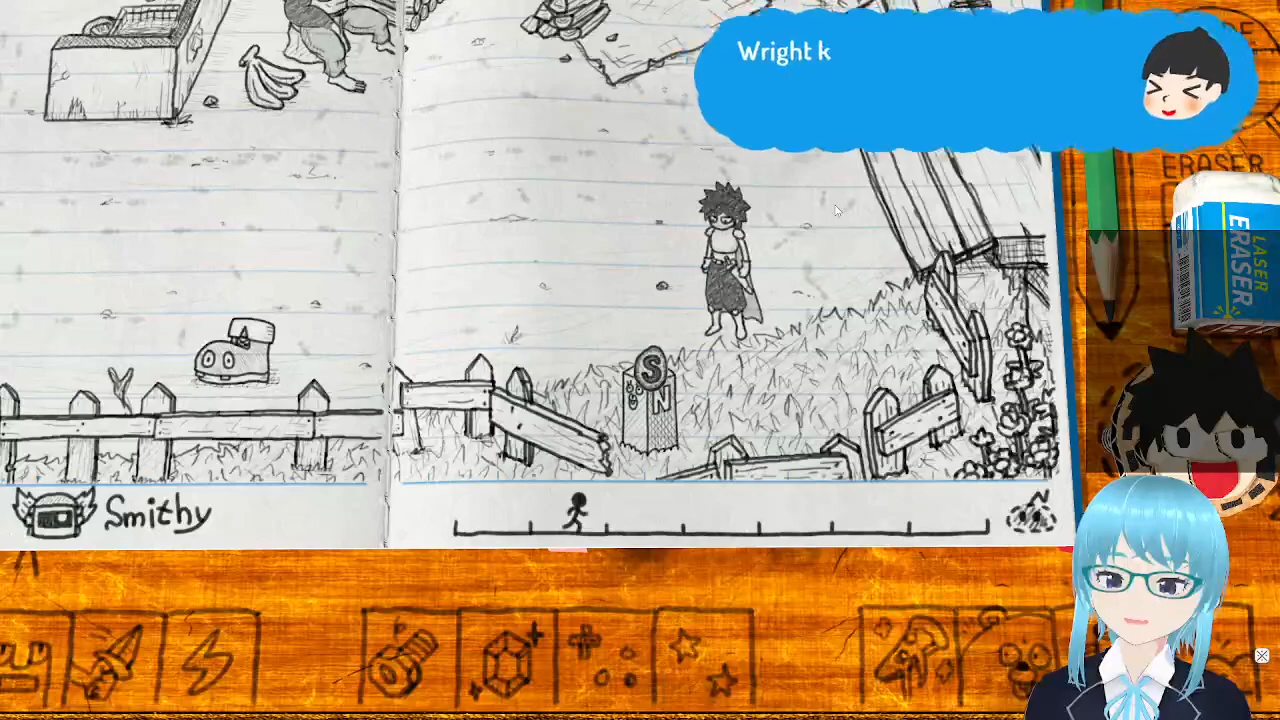 Wright k
ERASER
LASER
ERASER
S
N
Smithy